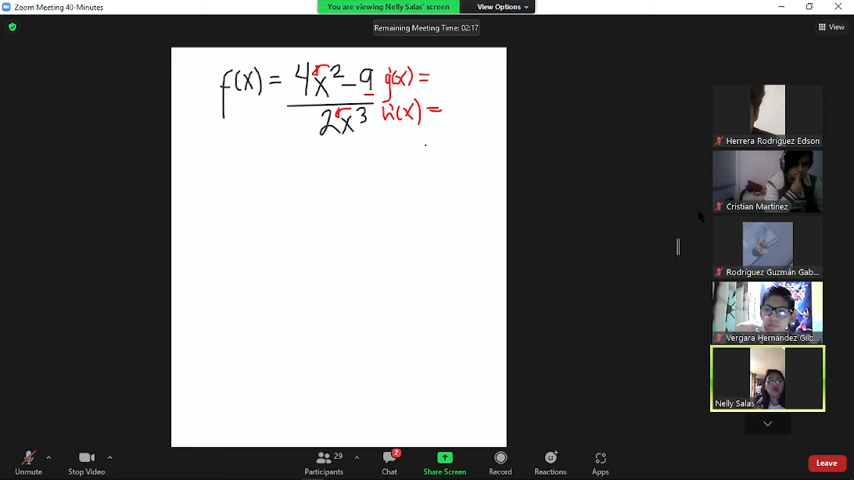 Zoom Meeting 40-Minutes
You are viewing Nelly Salas' screen
View Options
Remaining Meeting Time: 02:17
View
f(x) = 4x² - 9 g'(x) =
2x³ h'(x) =
Herrera Rodriguez Edson
Cristian Martinez
Rodríguez Guzmán Gab...
Vergara Hernández Gilb...
Nelly Salas
Unmute
Stop Video
29
Participants
2
Chat
Share Screen
Record
Reactions
Apps
Leave